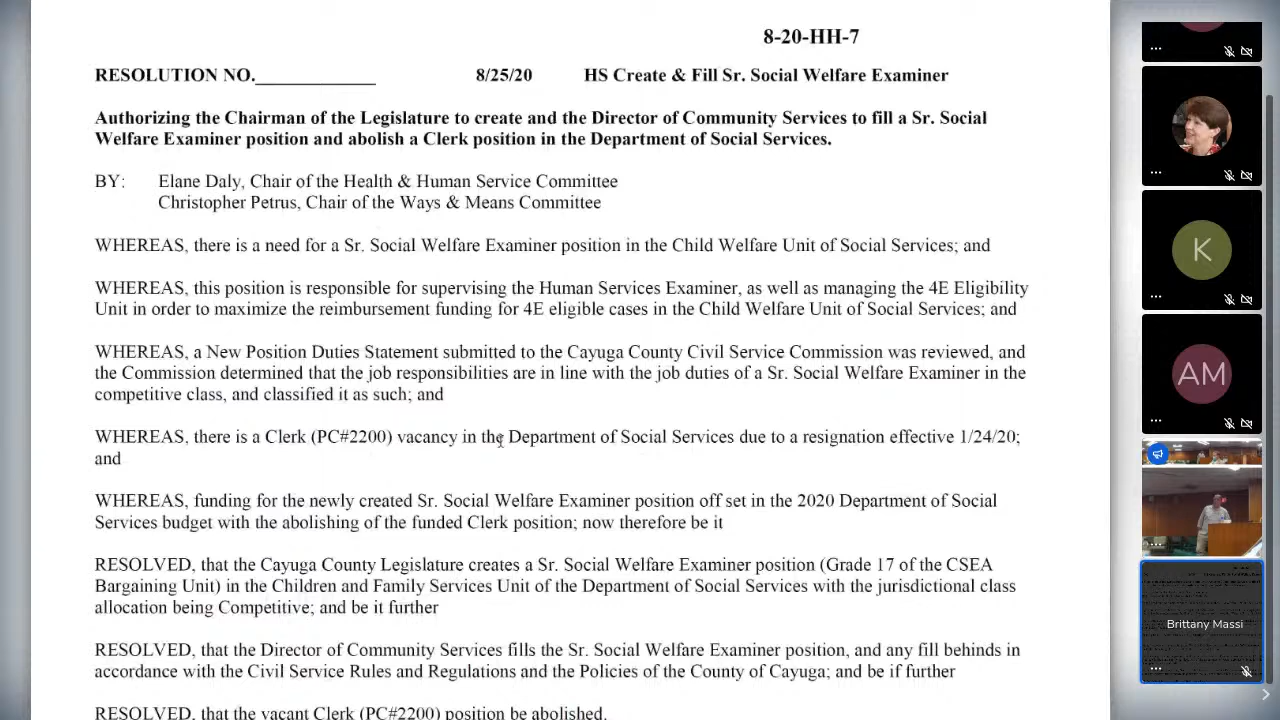 8-20-HH-7
RESOLUTION NO._____________ 8/25/20 HS Create & Fill Sr. Social Welfare Examiner
Authorizing the Chairman of the Legislature to create and the Director of Community Services to fill a Sr. Social
Welfare Examiner position and abolish a Clerk position in the Department of Social Services.
BY: Elane Daly, Chair of the Health & Human Service Committee
Christopher Petrus, Chair of the Ways & Means Committee
WHEREAS, there is a need for a Sr. Social Welfare Examiner position in the Child Welfare Unit of Social Services; and
WHEREAS, this position is responsible for supervising the Human Services Examiner, as well as managing the 4E Eligibility
Unit in order to maximize the reimbursement funding for 4E eligible cases in the Child Welfare Unit of Social Services; and
WHEREAS, a New Position Duties Statement submitted to the Cayuga County Civil Service Commission was reviewed, and
the Commission determined that the job responsibilities are in line with the job duties of a Sr. Social Welfare Examiner in the
competitive class, and classified it as such; and
WHEREAS, there is a Clerk (PC#2200) vacancy in the Department of Social Services due to a resignation effective 1/24/20;
and
WHEREAS, funding for the newly created Sr. Social Welfare Examiner position off set in the 2020 Department of Social
Services budget with the abolishing of the funded Clerk position; now therefore be it
RESOLVED, that the Cayuga County Legislature creates a Sr. Social Welfare Examiner position (Grade 17 of the CSEA
Bargaining Unit) in the Children and Family Services Unit of the Department of Social Services with the jurisdictional class
allocation being Competitive; and be it further
RESOLVED, that the Director of Community Services fills the Sr. Social Welfare Examiner position, and any fill behinds in
accordance with the Civil Service Rules and Regulations and the Policies of the County of Cayuga; and be if further
RESOLVED, that the vacant Clerk (PC#2200) position be abolished.
K
AM
Brittany Massi